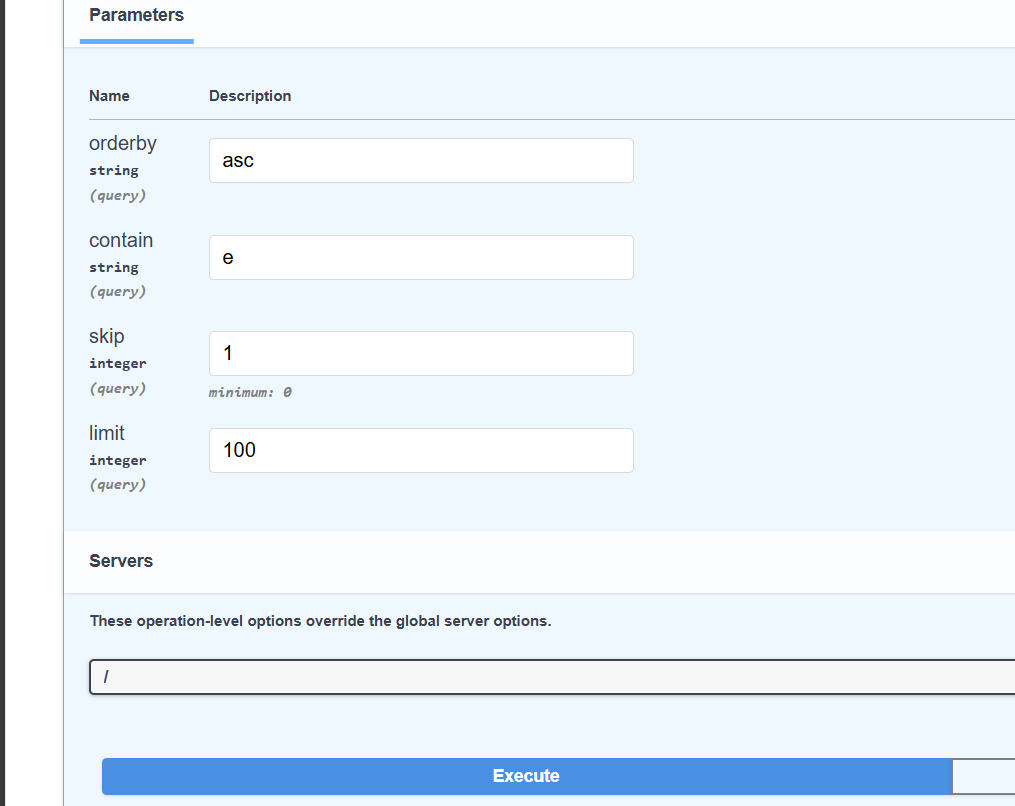 Parameters
Name Description
orderby
string
(query)
asc
contain
string
(query)
e
skip
integer
(query)
1
minimum: 0
limit
integer
(query)
100
Servers
These operation-level options override the global server options.
/
Execute